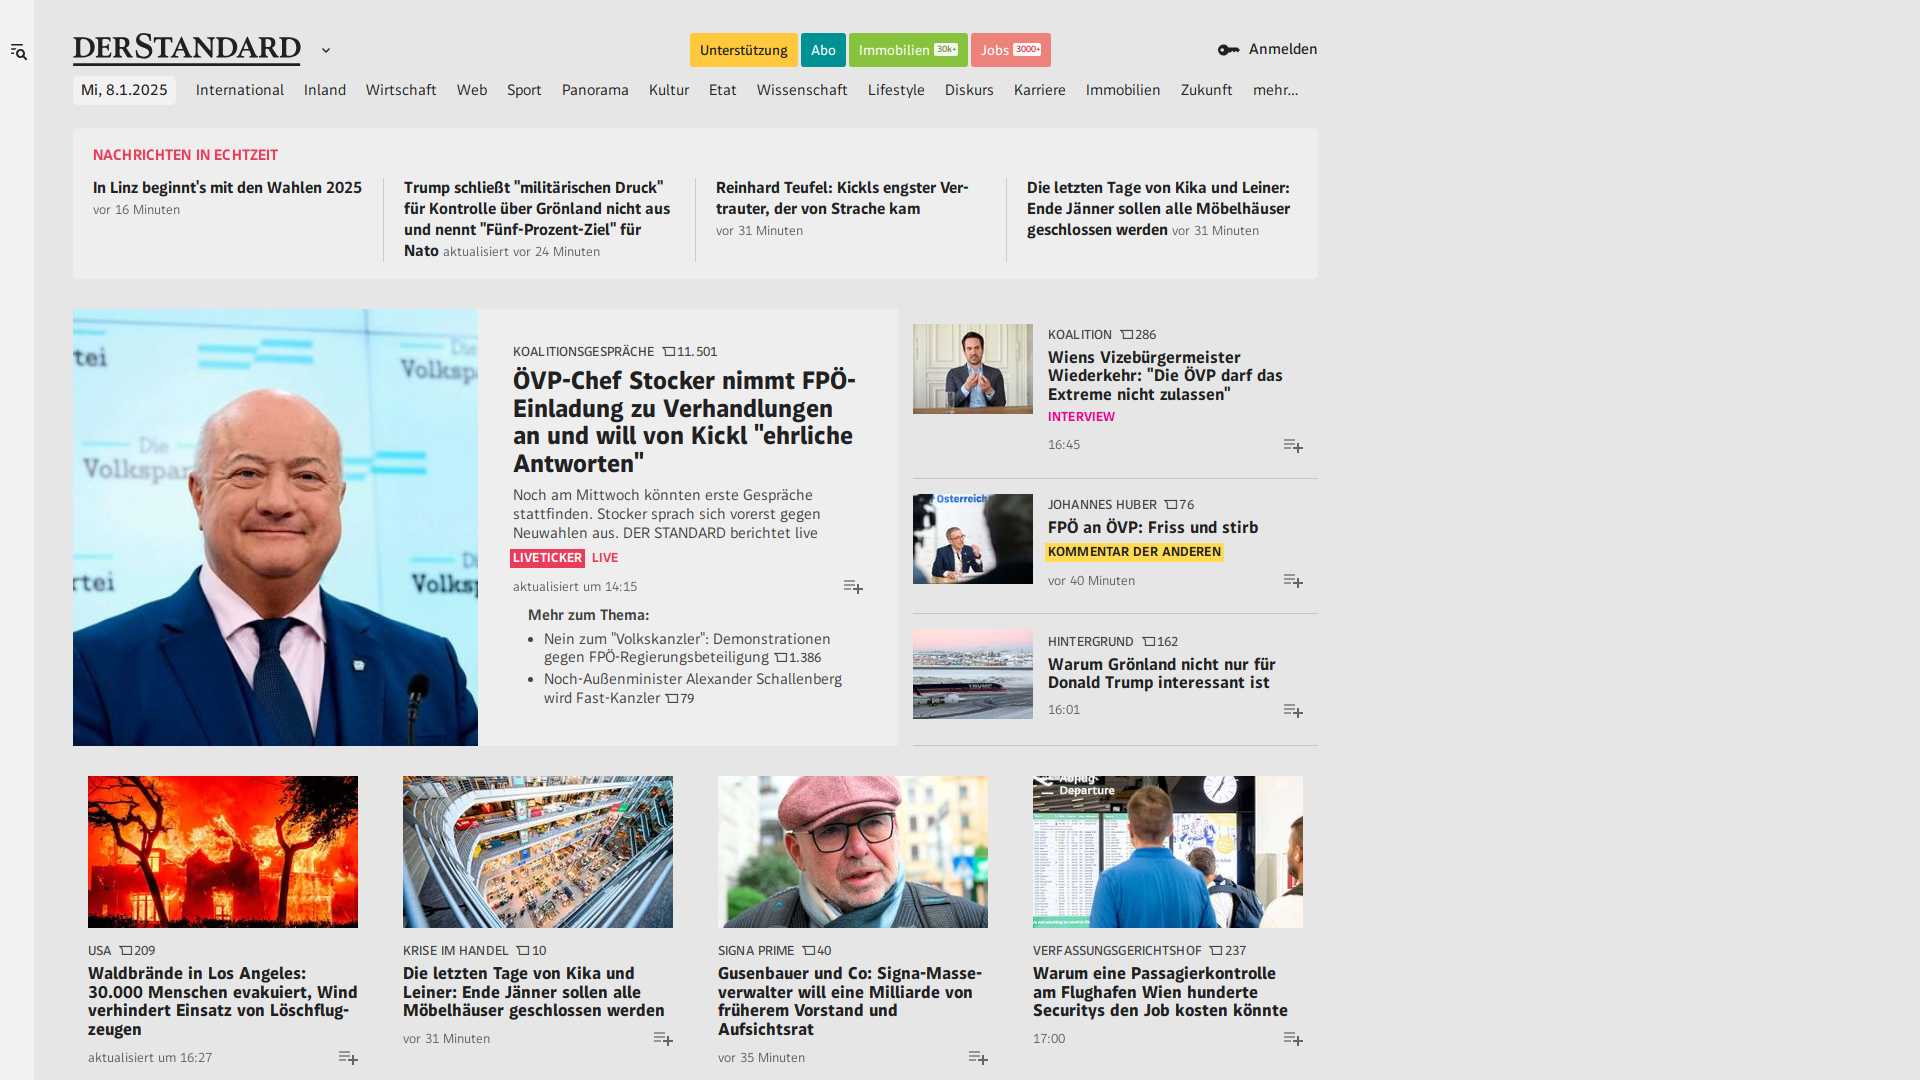 DERSTANDARD
Unterstützung
Abo
Immobilien 30k+
Jobs 3000+
Anmelden
Mi, 8.1.2025
International
Inland
Wirtschaft
Web
Sport
Panorama
Kultur
Etat
Wissenschaft
Lifestyle
Diskurs
Karriere
Immobilien
Zukunft
mehr...
NACHRICHTEN IN ECHTZEIT
In Linz beginnt's mit den Wahlen 2025
vor 16 Minuten
Trump schließt "militärischen Druck"
für Kontrolle über Grönland nicht aus
und nennt "Fünf-Prozent-Ziel" für
Nato aktualisiert vor 24 Minuten
Reinhard Teufel: Kickls engster Ver-
trauter, der von Strache kam
vor 31 Minuten
Die letzten Tage von Kika und Leiner:
Ende Jänner sollen alle Möbelhäuser
geschlossen werden vor 31 Minuten
Die
Volkspar
rtei
Volksp
KOALITIONSGESPRÄCHE 11.501
ÖVP-Chef Stocker nimmt FPÖ-
Einladung zu Verhandlungen
an und will von Kickl "ehrliche
Antworten"
Noch am Mittwoch könnten erste Gespräche
stattfinden. Stocker sprach sich vorerst gegen
Neuwahlen aus. DER STANDARD berichtet live
LIVETICKER LIVE
aktualisiert um 14:15
Mehr zum Thema:
• Nein zum "Volkskanzler": Demonstrationen
gegen FPÖ-Regierungsbeteiligung 1.386
• Noch-Außenminister Alexander Schallenberg
wird Fast-Kanzler 79
KOALITION 286
Wiens Vizebürgermeister
Wiederkehr: "Die ÖVP darf das
Extreme nicht zulassen"
INTERVIEW
16:45
Österreich
JOHANNES HUBER 76
FPÖ an ÖVP: Friss und stirb
KOMMENTAR DER ANDEREN
vor 40 Minuten
TRUMP
HINTERGRUND 162
Warum Grönland nicht nur für
Donald Trump interessant ist
16:01
USA 209
Waldbrände in Los Angeles:
30.000 Menschen evakuiert, Wind
verhindert Einsatz von Löschflug-
zeugen
aktualisiert um 16:27
KRISE IM HANDEL 10
Die letzten Tage von Kika und
Leiner: Ende Jänner sollen alle
Möbelhäuser geschlossen werden
vor 31 Minuten
SIGNA PRIME 40
Gusenbauer und Co: Signa-Masse-
verwalter will eine Milliarde von
früherem Vorstand und
Aufsichtsrat
vor 35 Minuten
Abflug-
Departure
VERFASSUNGSGERICHTSHOF 237
Warum eine Passagierkontrolle
am Flughafen Wien hunderte
Securitys den Job kosten könnte
17:00